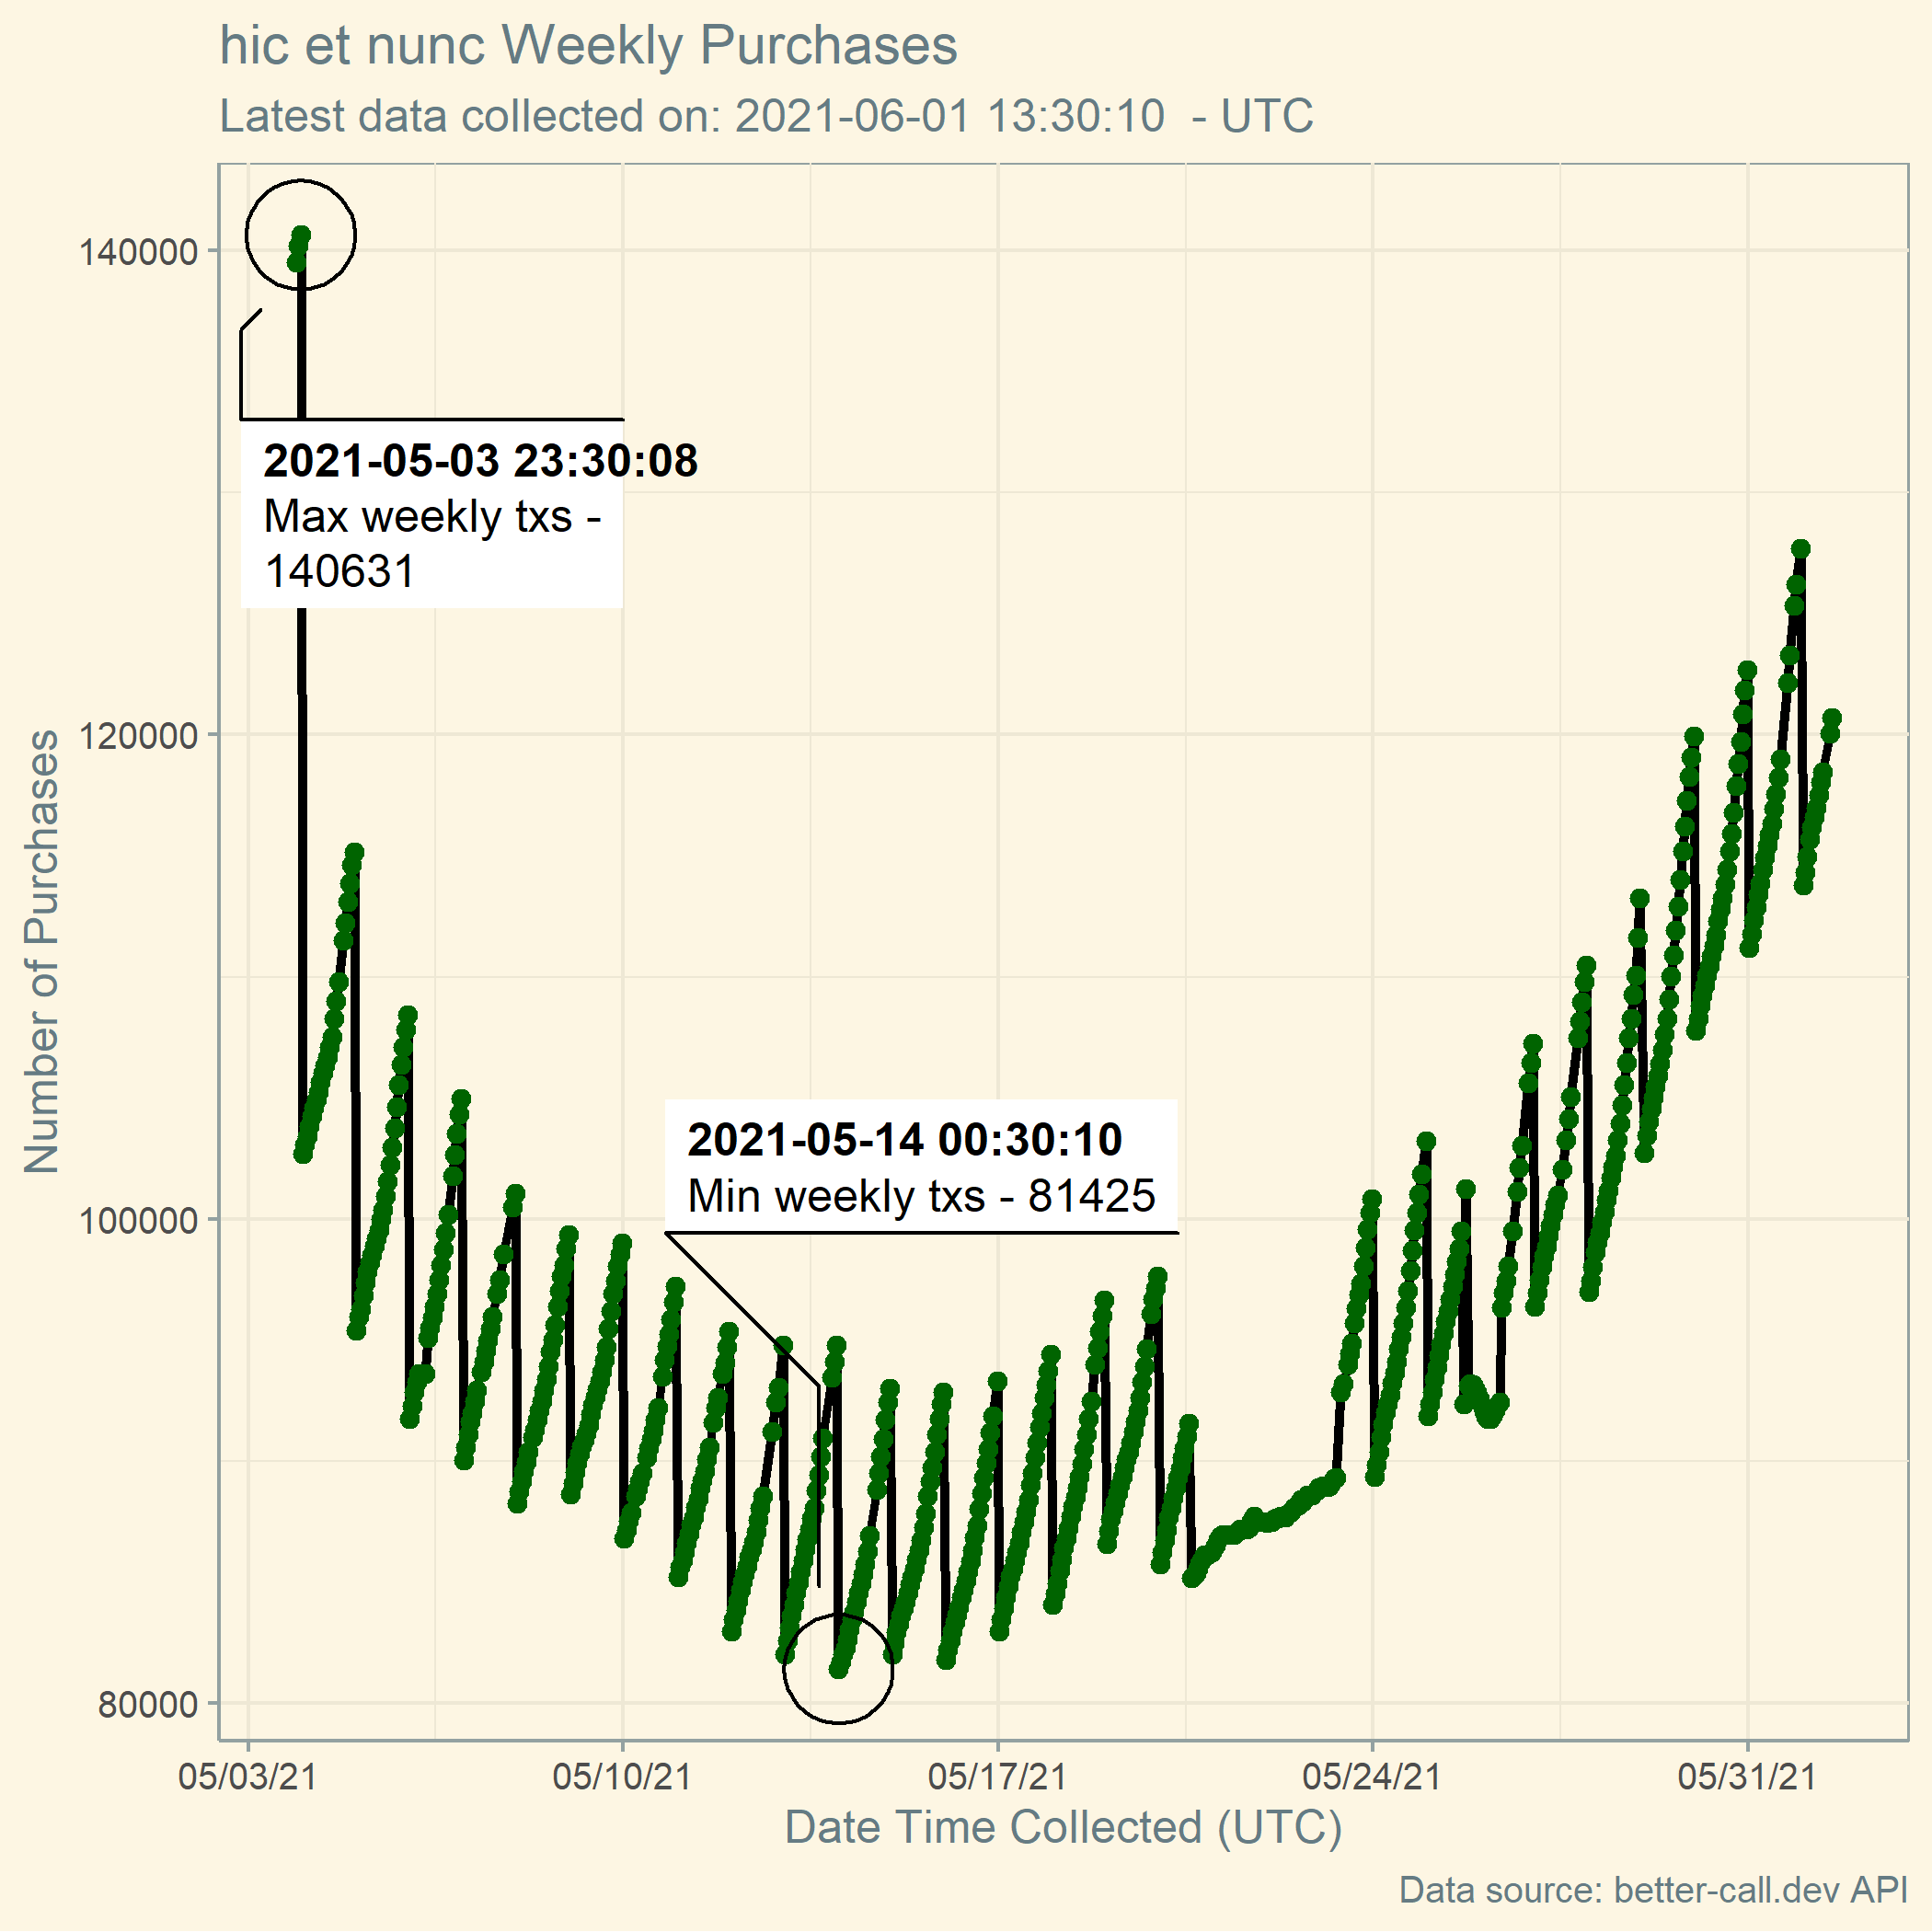 hic et nunc Weekly Purchases
Latest data collected on: 2021-06-01 13:30:10  - UTC
140000
120000
100000
80000
Number of Purchases
2021-05-03 23:30:08
Max weekly txs -
140631
2021-05-14 00:30:10
Min weekly txs - 81425
05/03/21
05/10/21
05/17/21
05/24/21
05/31/21
Date Time Collected (UTC)
Data source: better-call.dev API